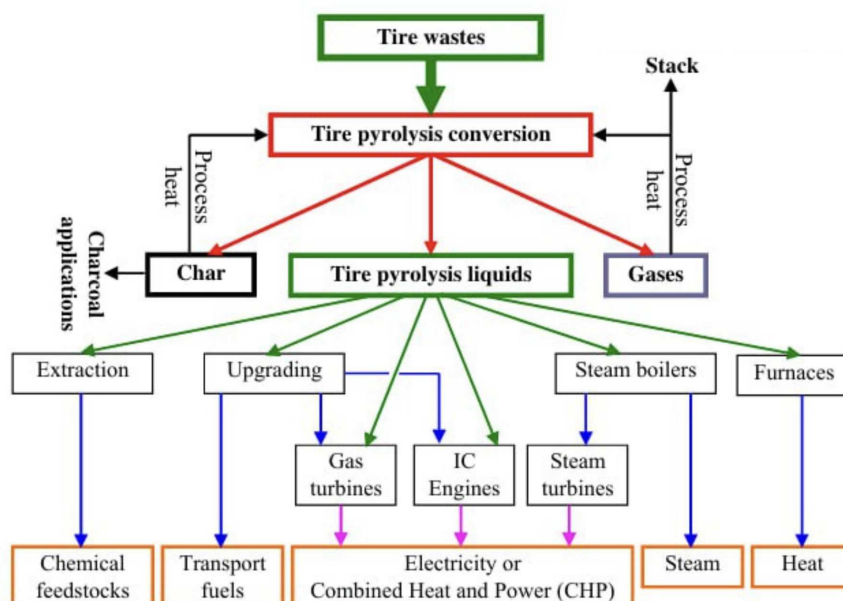 Tire wastes
Stack
Tire pyrolysis conversion
Process
heat
Process
heat
Charcoal
applications
Char
Tire pyrolysis liquids
Gases
Extraction
Upgrading
Steam boilers
Furnaces
Gas
turbines
IC
Engines
Steam
turbines
Chemical
feedstocks
Transport
fuels
Electricity or
Combined Heat and Power (CHP)
Steam
Heat